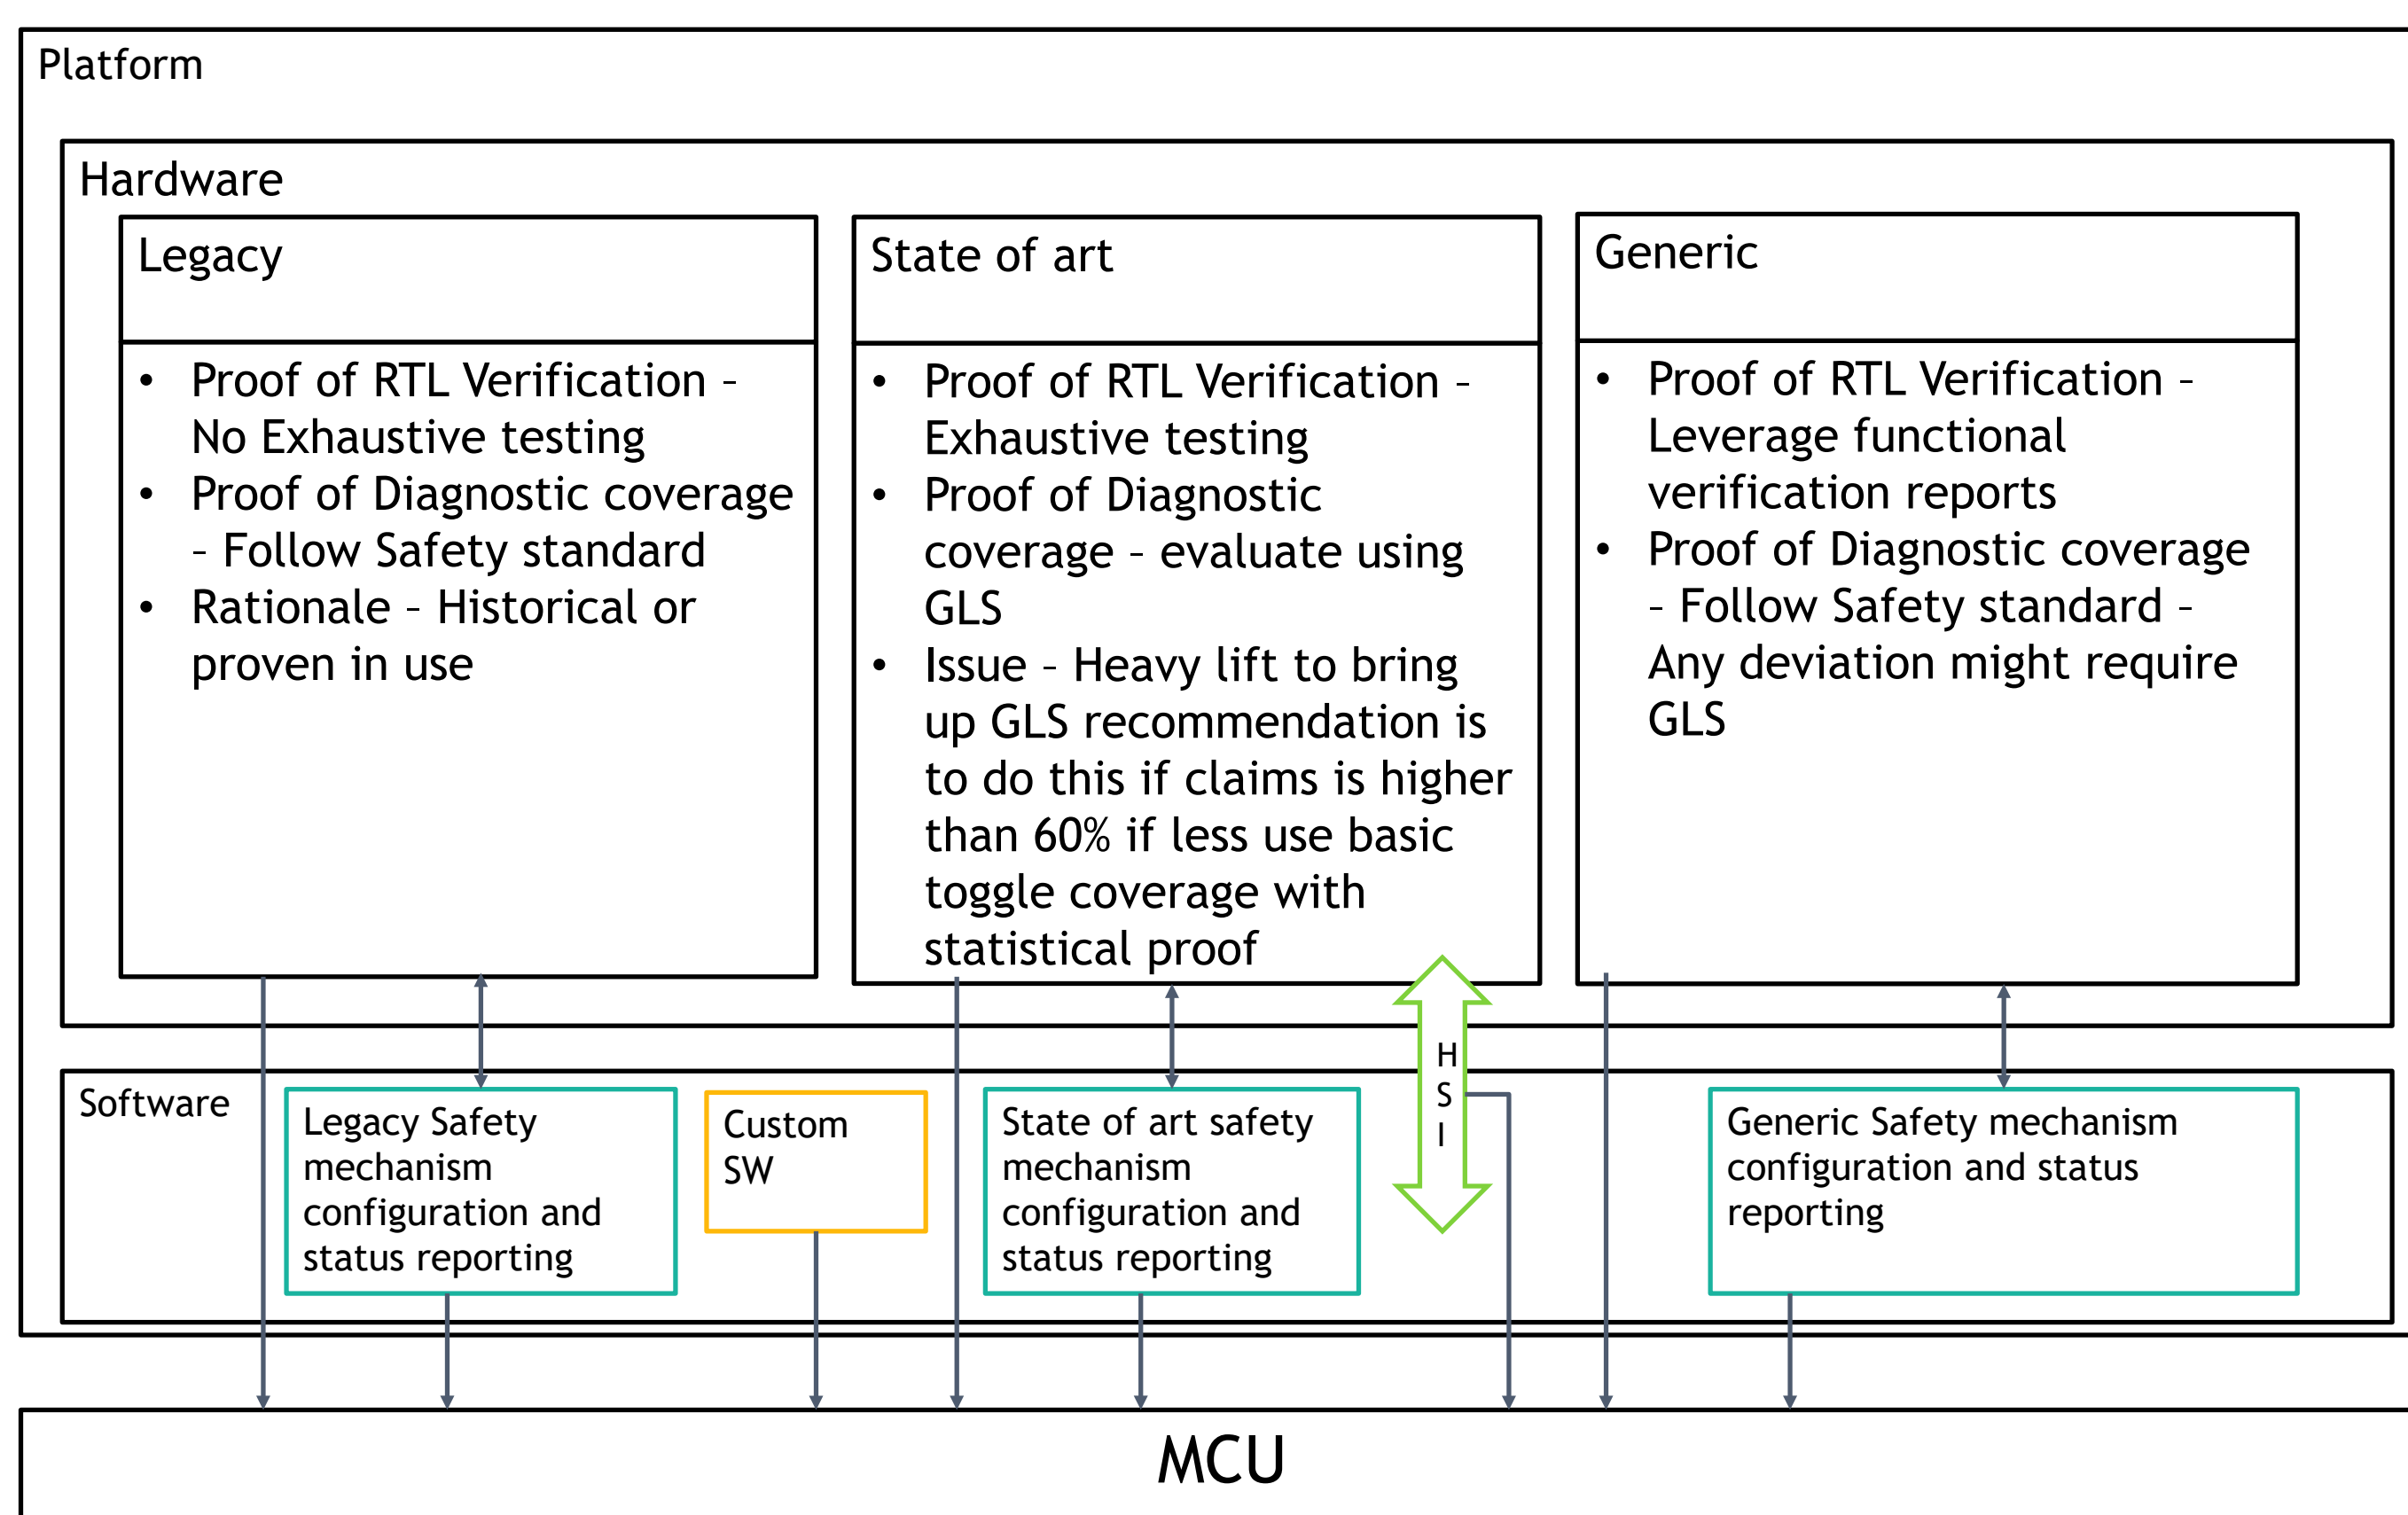 Platform
Hardware
Legacy
• Proof of RTL Verification –
No Exhaustive testing
• Proof of Diagnostic coverage
– Follow Safety standard
• Rationale – Historical or
proven in use
State of art
• Proof of RTL Verification –
Exhaustive testing
• Proof of Diagnostic
coverage – evaluate using
GLS
• Issue – Heavy lift to bring
up GLS recommendation is
to do this if claims is higher
than 60% if less use basic
toggle coverage with
statistical proof
Generic
• Proof of RTL Verification –
Leverage functional
verification reports
• Proof of Diagnostic coverage
– Follow Safety standard –
Any deviation might require
GLS
H
S
I
Software
Legacy Safety
mechanism
configuration and
status reporting
Custom
SW
State of art safety
mechanism
configuration and
status reporting
Generic Safety mechanism
configuration and status
reporting
MCU